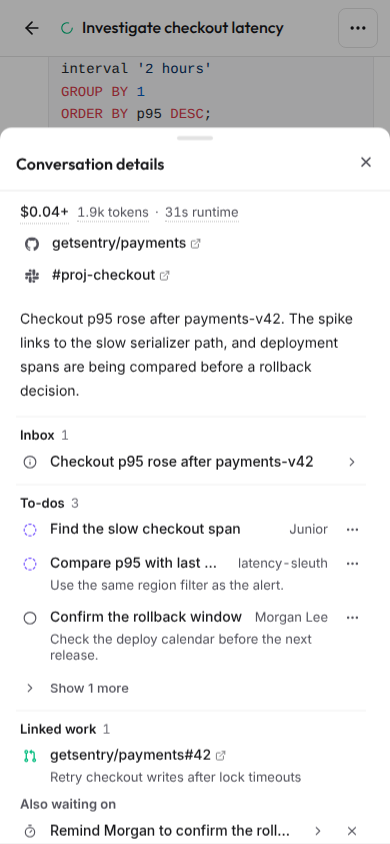 Investigate checkout latency
interval '2 hours'
GROUP BY 1
ORDER BY p95 DESC;
Conversation details
$0.04+ 1.9k tokens · 31s runtime
getsentry/payments
#proj-checkout
Checkout p95 rose after payments-v42. The spike
links to the slow serializer path, and deployment
spans are being compared before a rollback
decision.
Inbox 1
Checkout p95 rose after payments-v42
To-dos 3
Find the slow checkout span Junior
Compare p95 with last ... latency-sleuth
Use the same region filter as the alert.
Confirm the rollback window Morgan Lee
Check the deploy calendar before the next
release.
Show 1 more
Linked work 1
getsentry/payments#42
Retry checkout writes after lock timeouts
Also waiting on
Remind Morgan to confirm the roll...